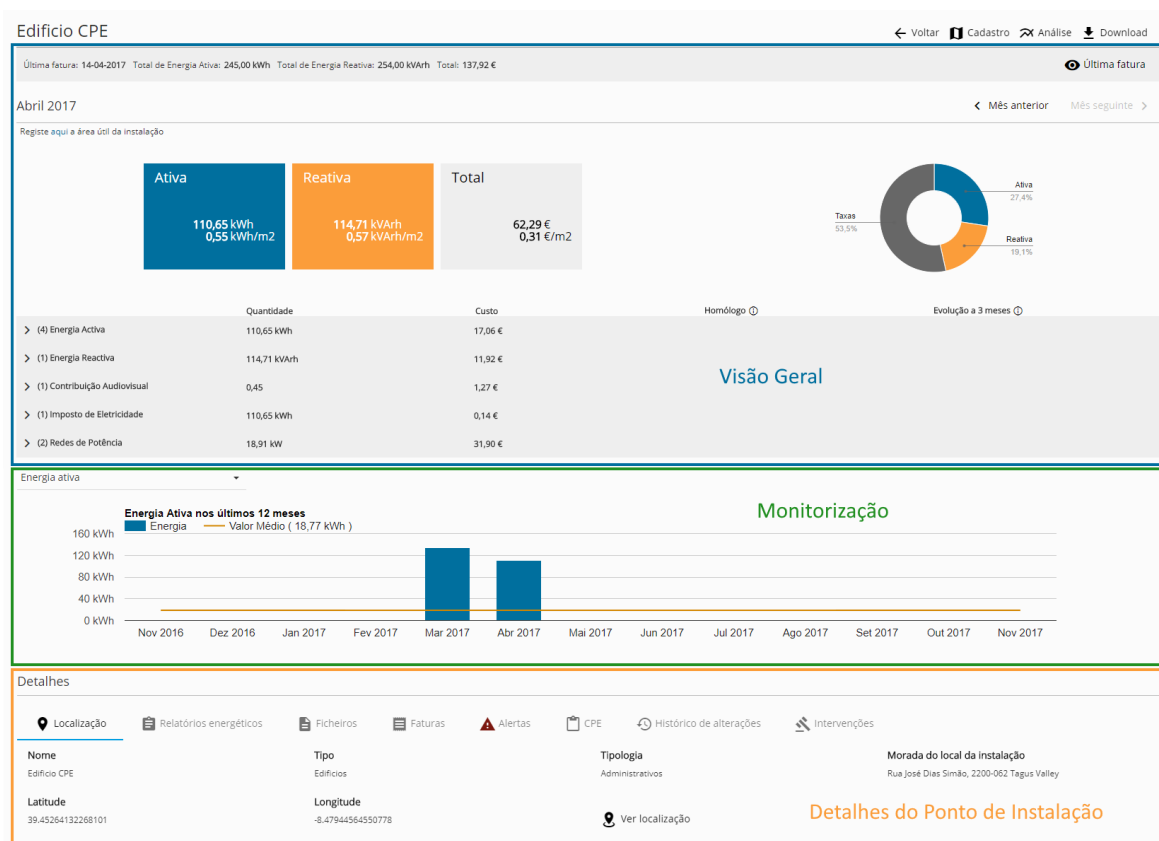 Edificio CPE
Voltar Cadastro Análise Download
Última fatura: 14-04-2017 Total de Energia Ativa: 245,00 kWh Total de Energia Reativa: 254,00 kVArh Total: 137,92 € Última fatura
Abril 2017 Mês anterior Mês seguinte
Registe aqui a área útil da instalação
Ativa
110,65 kWh
0,55 kWh/m2
Reativa
114,71 kVArh
0,57 kVArh/m2
Total
62,29 €
0,31 €/m2
Ativa
27,4%
Taxas
53,5%
Reativa
19,1%
Quantidade Custo Homólogo Evolução a 3 meses
(4) Energia Activa 110,65 kWh 17,06 €
(1) Energia Reactiva 114,71 kVArh 11,92 €
(1) Contribuição Audiovisual 0,45 1,27 €
(1) Imposto de Eletricidade 110,65 kWh 0,14 €
(2) Redes de Potência 18,91 kW 31,90 €
Visão Geral
Energia ativa
Monitorização
Energia Ativa nos últimos 12 meses
Energia Valor Médio ( 18,77 kWh )
160 kWh
120 kWh
80 kWh
40 kWh
0 kWh
Nov 2016 Dez 2016 Jan 2017 Fev 2017 Mar 2017 Abr 2017 Mai 2017 Jun 2017 Jul 2017 Ago 2017 Set 2017 Out 2017 Nov 2017
Detalhes
Localização Relatórios energéticos Ficheiros Faturas Alertas CPE Histórico de alterações Intervenções
Nome Tipo Tipologia Morada do local da instalação
Edificio CPE Edifícios Administrativos Rua José Dias Simão, 2200-062 Tagus Valley
Latitude Longitude
39.45264132268101 -8.47944564550778 Ver localização
Detalhes do Ponto de Instalação